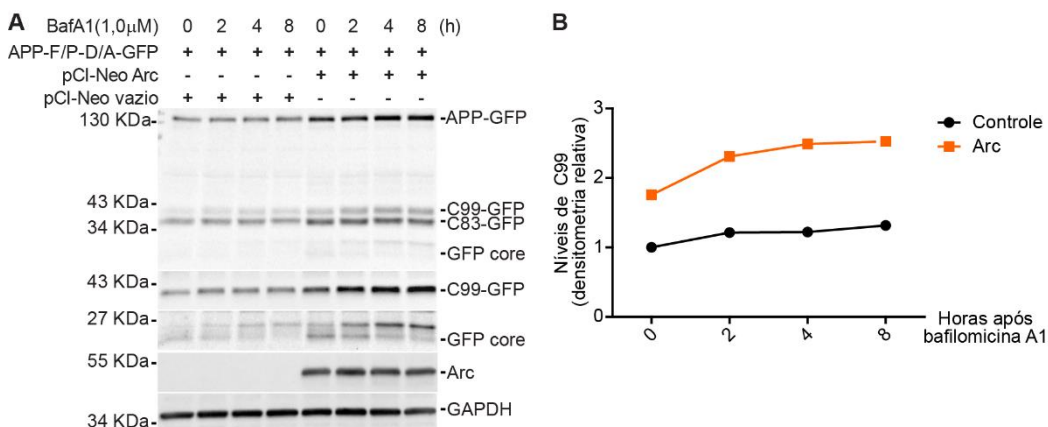 A
BafA1(1,0μM) 0 2 4 8 0 2 4 8 (h)
APP-F/P-D/A-GFP + + + + + + + +
pCI-Neo Arc - - - - + + + +
pCI-Neo vazio + + + + - - - -
130 KDa- -APP-GFP
43 KDa- -C99-GFP
34 KDa- -C83-GFP
-GFP core
43 KDa- -C99-GFP
27 KDa-
-GFP core
55 KDa-
-Arc
-GAPDH
34 KDa-
B
Níveis de C99
(densitometria relativa)
3
2
1
0
0 2 4 8
Horas após
bafilomicina A1
Controle
Arc